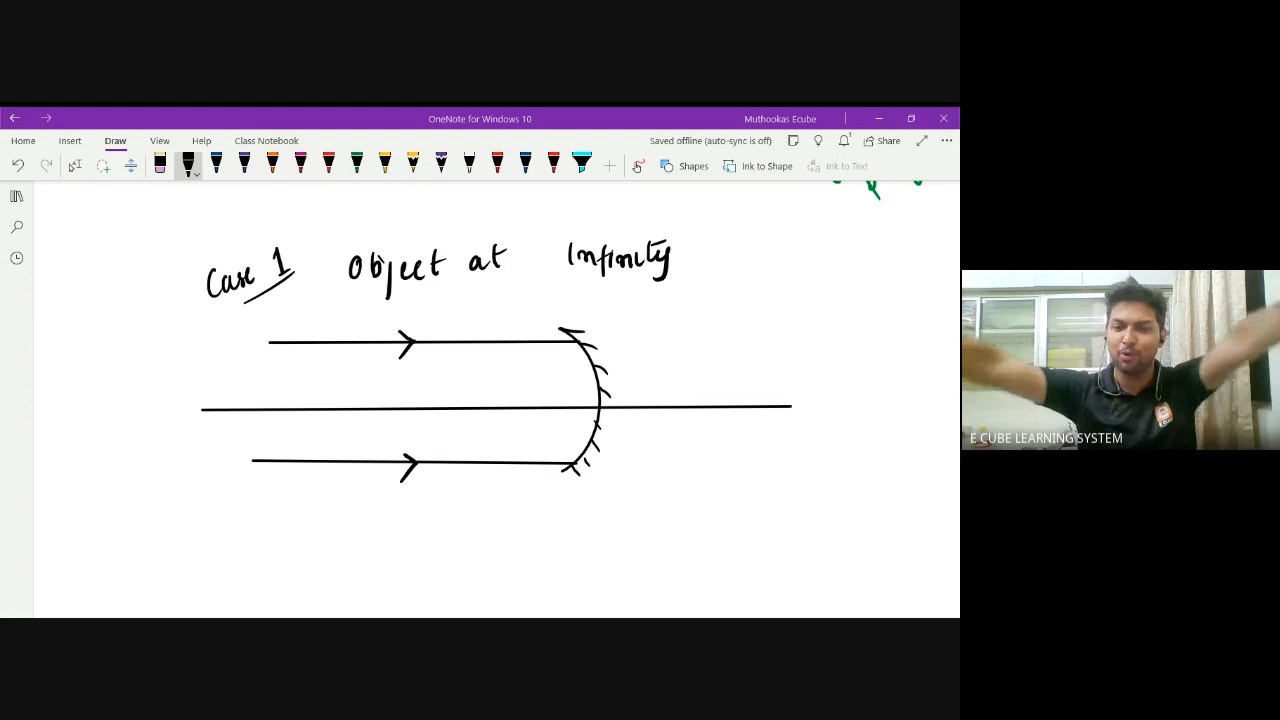 OneNote for Windows 10
Muthookas Ecube
Home Insert Draw View Help Class Notebook
Saved offline (auto-sync is off)
Share
Shapes
Ink to Shape
Ink to Text
Case 1 Object at Infinity
E CUBE LEARNING SYSTEM